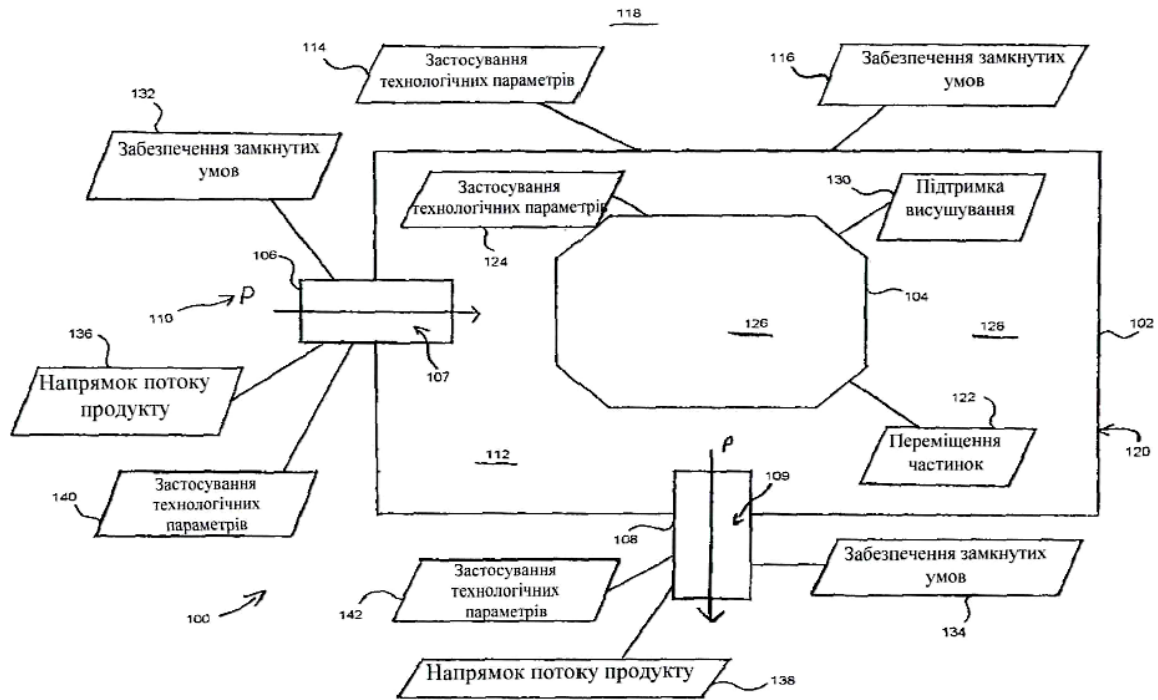 118
114
Застосування
технологічних параметрів
116
Забезпечення замкнутих
умов
132
Забезпечення замкнутих
умов
Застосування
технологічних параметрів
124
130
Підтримка
висушування
106
104
110
P
126
128
102
136
Напрямок потоку
продукту
107
122
Переміщення
частинок
120
112
P
109
140
Застосування
технологічних
параметрів
108
100
142
Застосування
технологічних
параметрів
Забезпечення замкнутих
умов
134
Напрямок потоку продукту
138